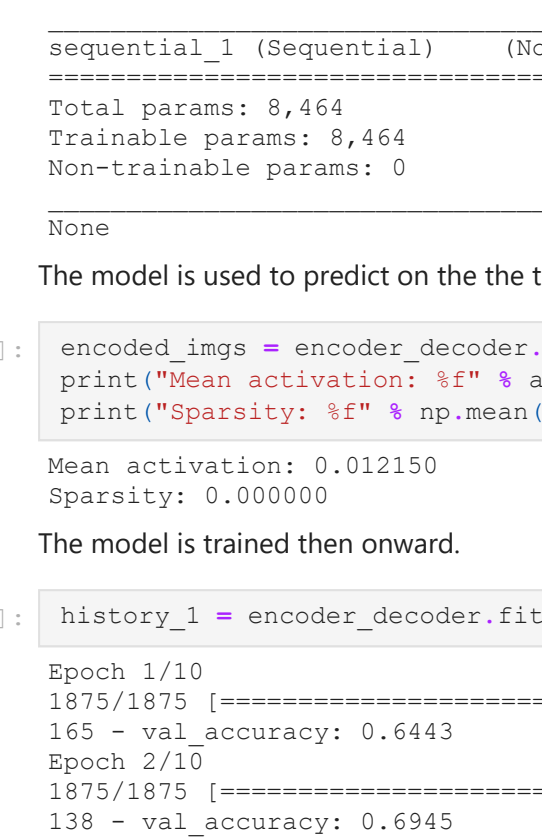 sequential_1 (Sequential) (No
=================================
Total params: 8,464
Trainable params: 8,464
Non-trainable params: 0
_________________________________
None
The model is used to predict on the the t
]: encoded_imgs = encoder_decoder.
print("Mean activation: %f" % a
print("Sparsity: %f" % np.mean(
Mean activation: 0.012150
Sparsity: 0.000000
The model is trained then onward.
]: history_1 = encoder_decoder.fit
Epoch 1/10
1875/1875 [=====================
165 - val_accuracy: 0.6443
Epoch 2/10
1875/1875 [=====================
138 - val_accuracy: 0.6945